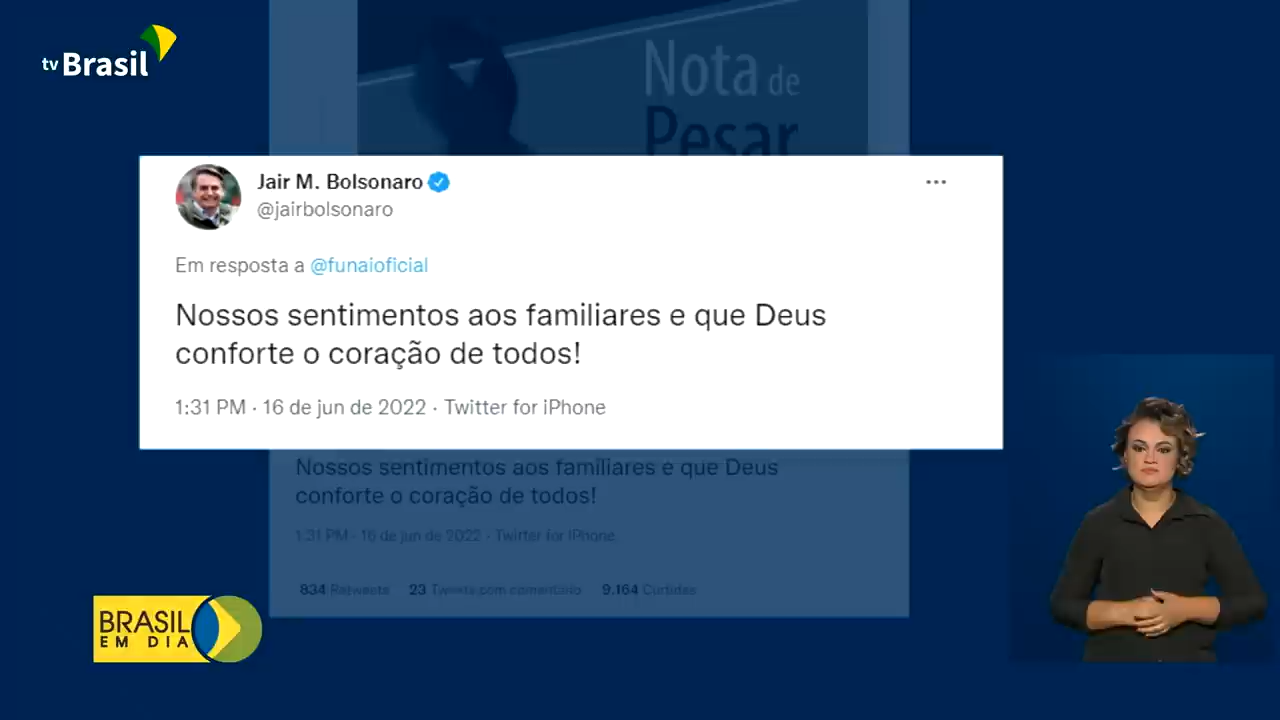 tv Brasil
Nota de
Pesar
Jair M. Bolsonaro
@jairbolsonaro
Em resposta a @funaioficial
Nossos sentimentos aos familiares e que Deus
conforte o coração de todos!
1:31 PM · 16 de jun de 2022 · Twitter for iPhone
Nossos sentimentos aos familiares e que Deus
conforte o coração de todos!
1:31 PM · 16 de jun de 2022 · Twitter for iPhone
834 Retweets 23 Tweets com comentário 9.164 Curtidas
BRASIL
EM DIA